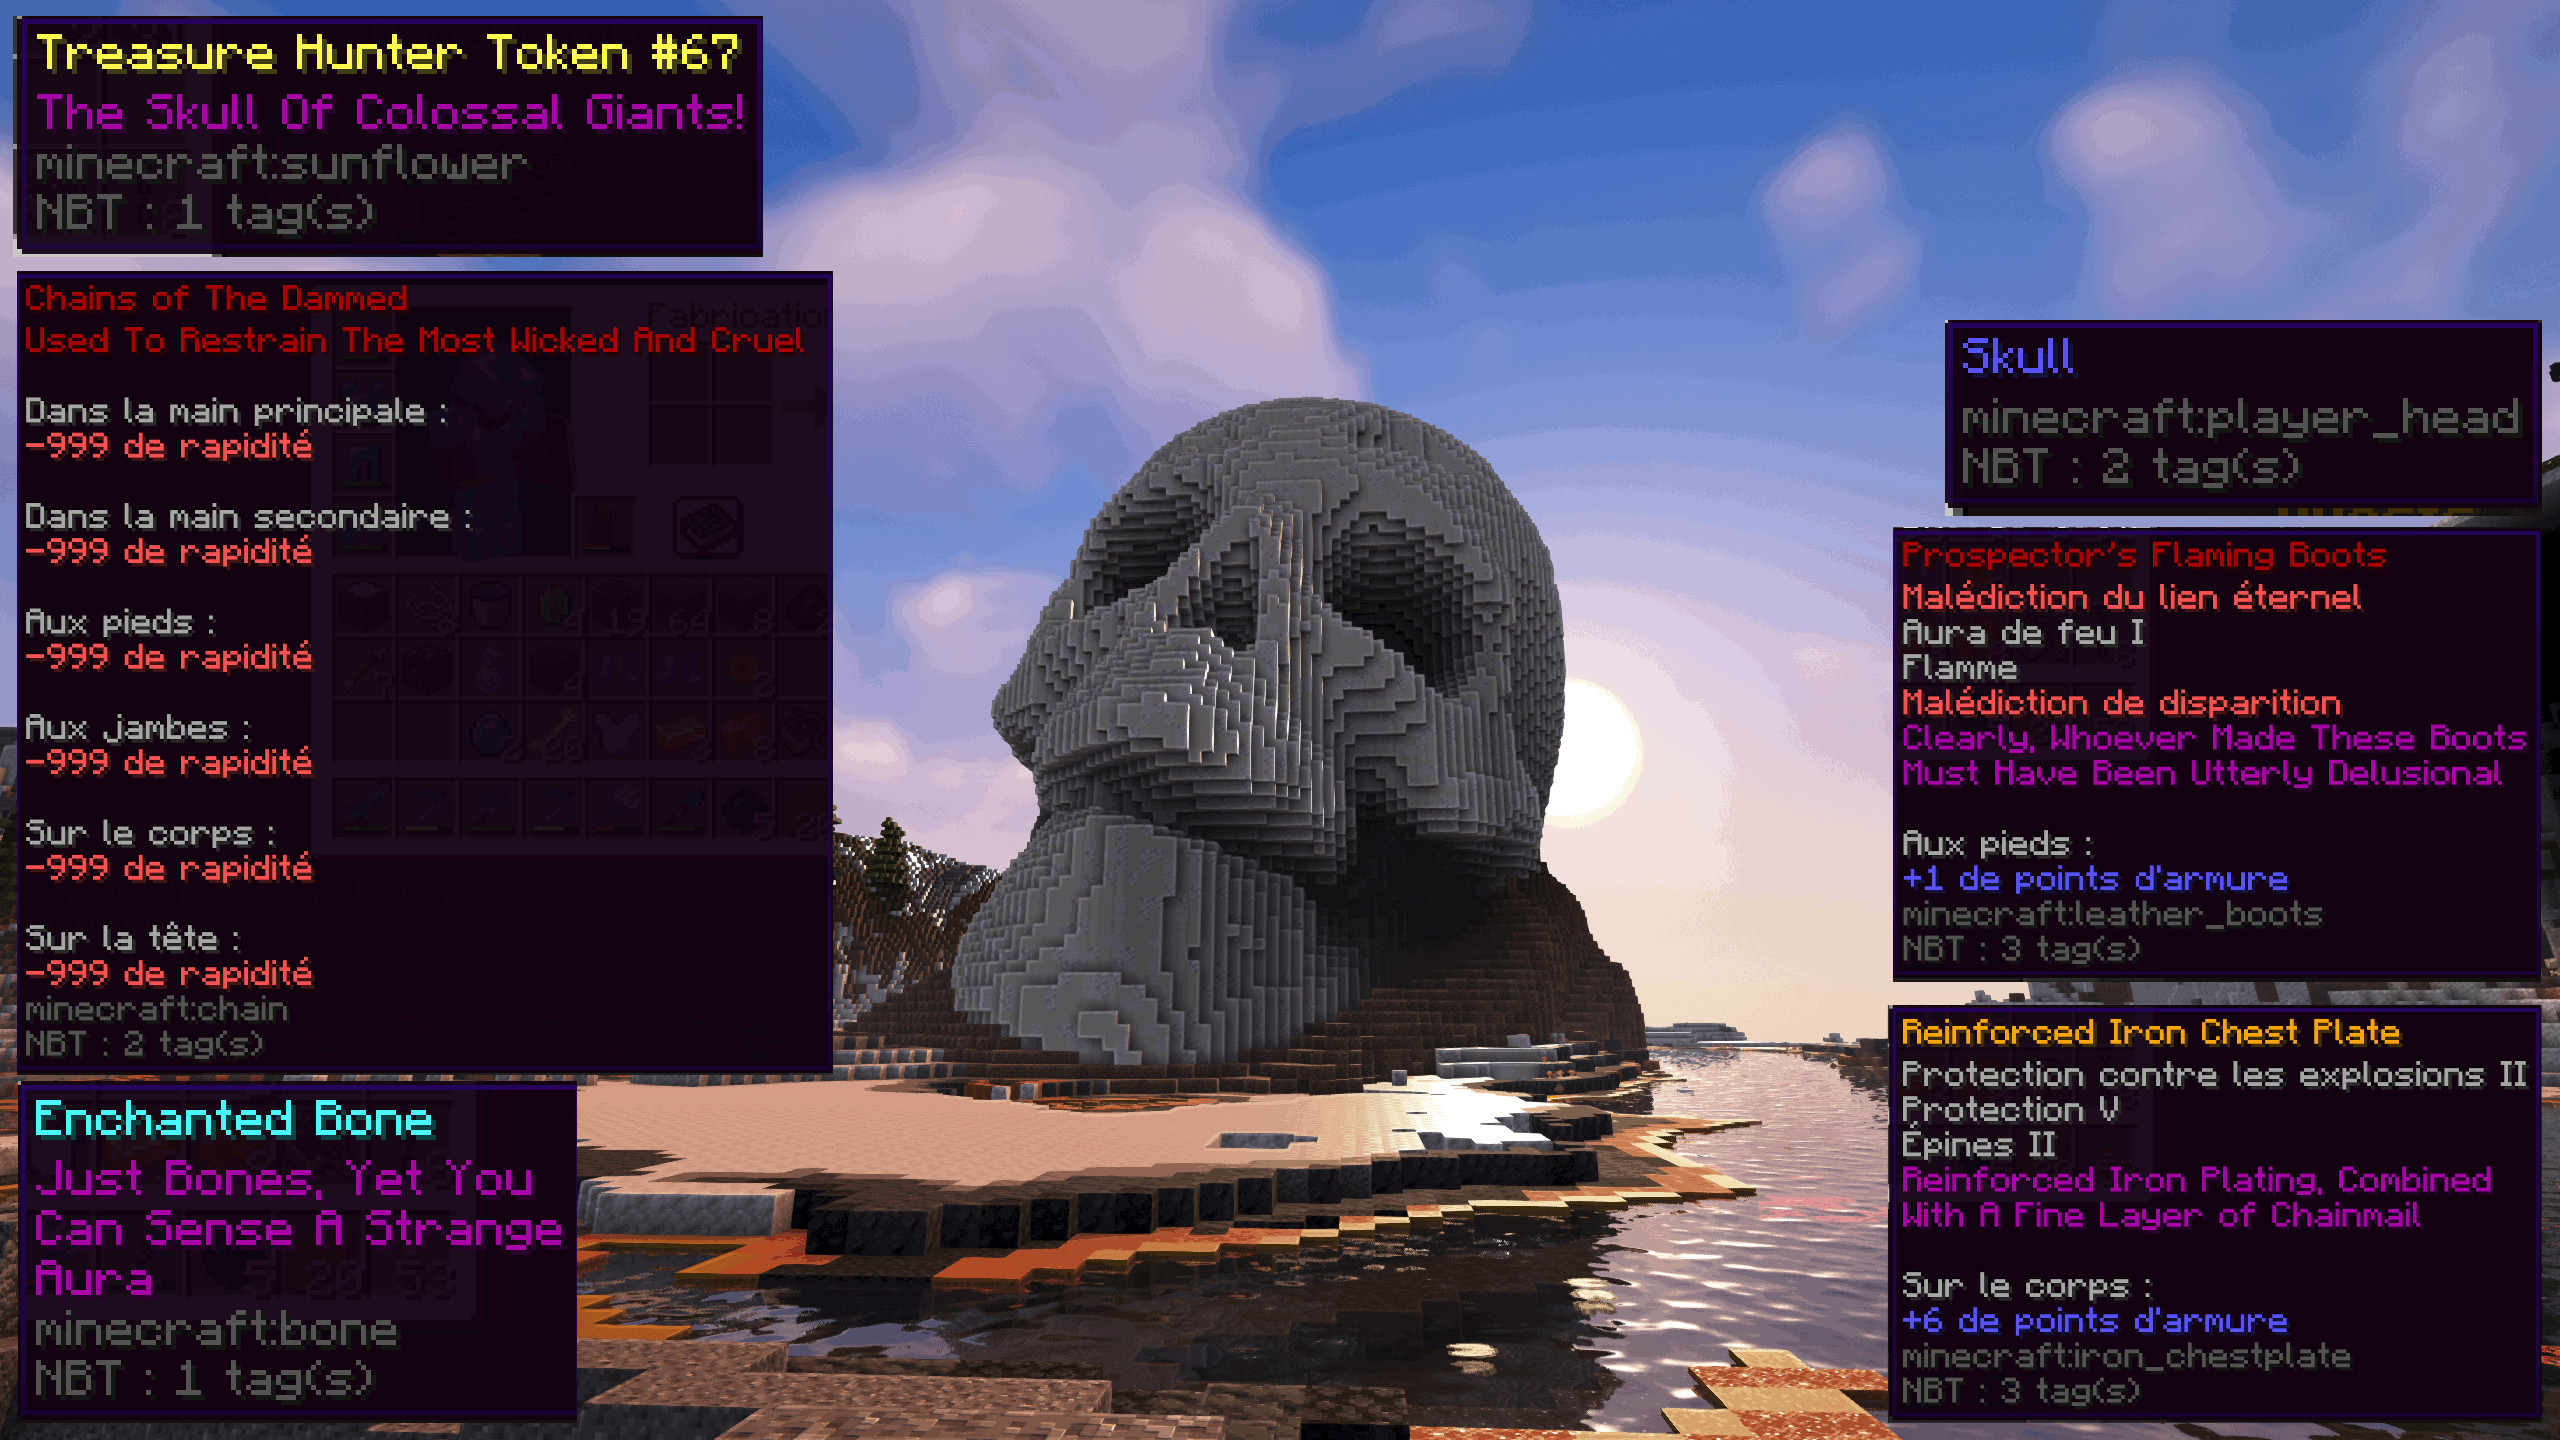 Treasure Hunter Token #67
The Skull Of Colossal Giants!
minecraft:sunflower
NBT : 1 tag(s)
Chains of The Dammed
Used To Restrain The Most Wicked And Cruel
Dans la main principale :
-999 de rapidité
Dans la main secondaire :
-999 de rapidité
Aux pieds :
-999 de rapidité
Aux jambes :
-999 de rapidité
Sur le corps :
-999 de rapidité
Sur la tête :
-999 de rapidité
minecraft:chain
NBT : 2 tag(s)
Fabrication
Enchanted Bone
Just Bones, Yet You
Can Sense A Strange
Aura
minecraft:bone
NBT : 1 tag(s)
Skull
minecraft:player_head
NBT : 2 tag(s)
Prospector's Flaming Boots
Malédiction du lien éternel
Aura de feu I
Flamme
Malédiction de disparition
Clearly, Whoever Made These Boots
Must Have Been Utterly Delusional
Aux pieds :
+1 de points d'armure
minecraft:leather_boots
NBT : 3 tag(s)
Reinforced Iron Chest Plate
Protection contre les explosions II
Protection V
Épines II
Reinforced Iron Plating, Combined
With A Fine Layer of Chainmail
Sur le corps :
+6 de points d'armure
minecraft:iron_chestplate
NBT : 3 tag(s)